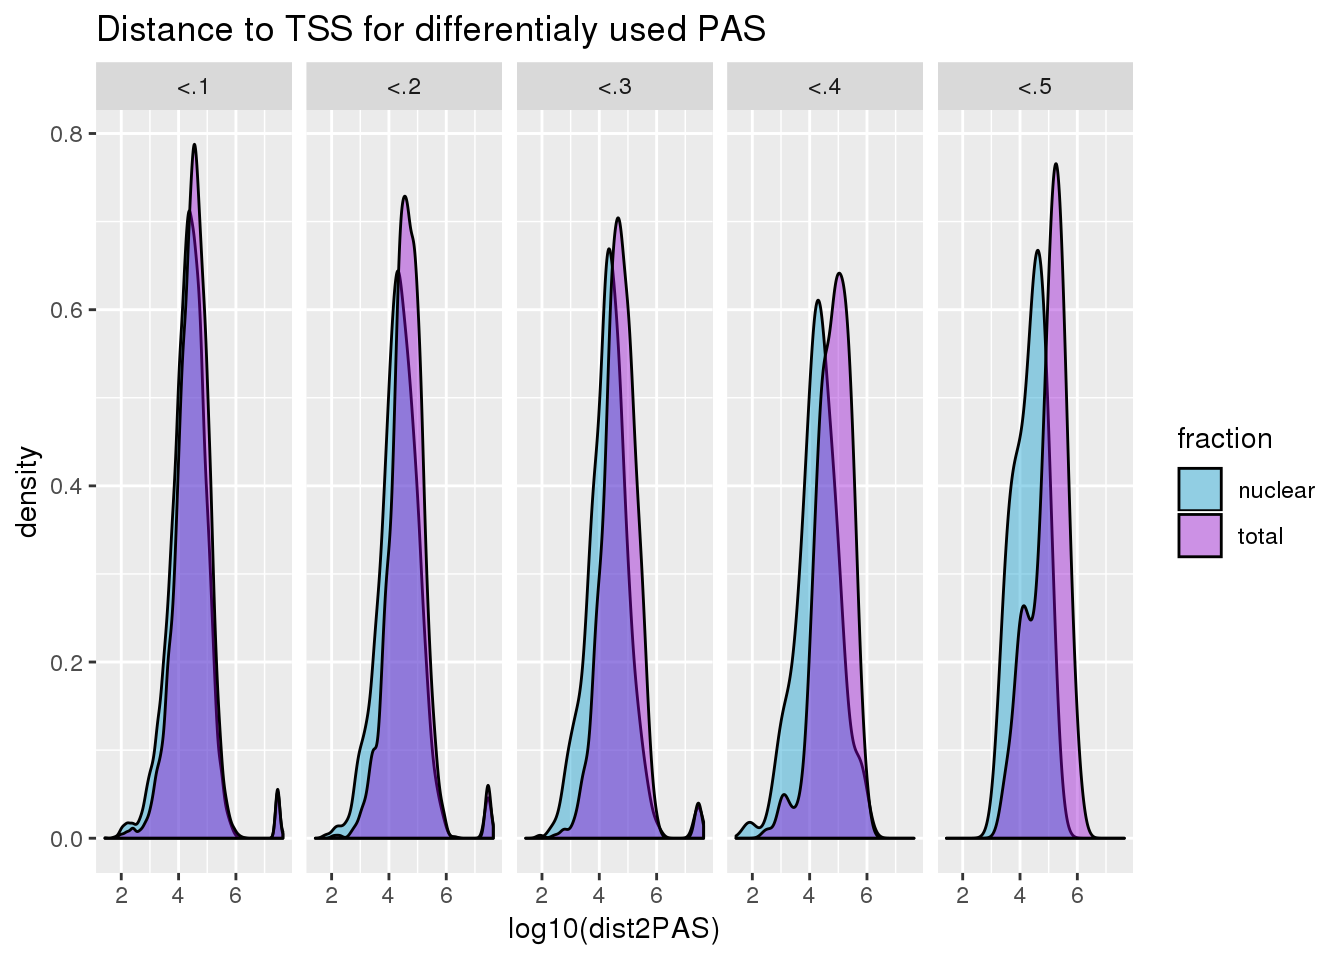 Distance to TSS for differentialy used PAS
<.1 <.2 <.3 <.4 <.5
0.8
0.6
0.4
0.2
0.0
density
2 4 6 2 4 6 2 4 6 2 4 6 2 4 6
log10(dist2PAS)
fraction
nuclear
total